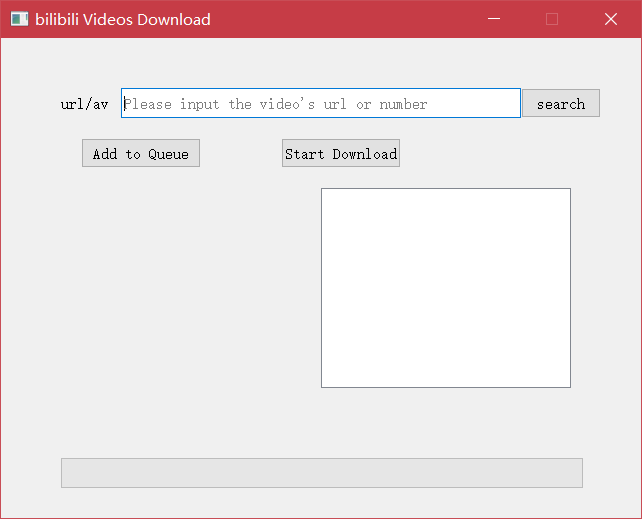 bilibili Videos Download
url/av Please input the video's url or number search
Add to Queue Start Download